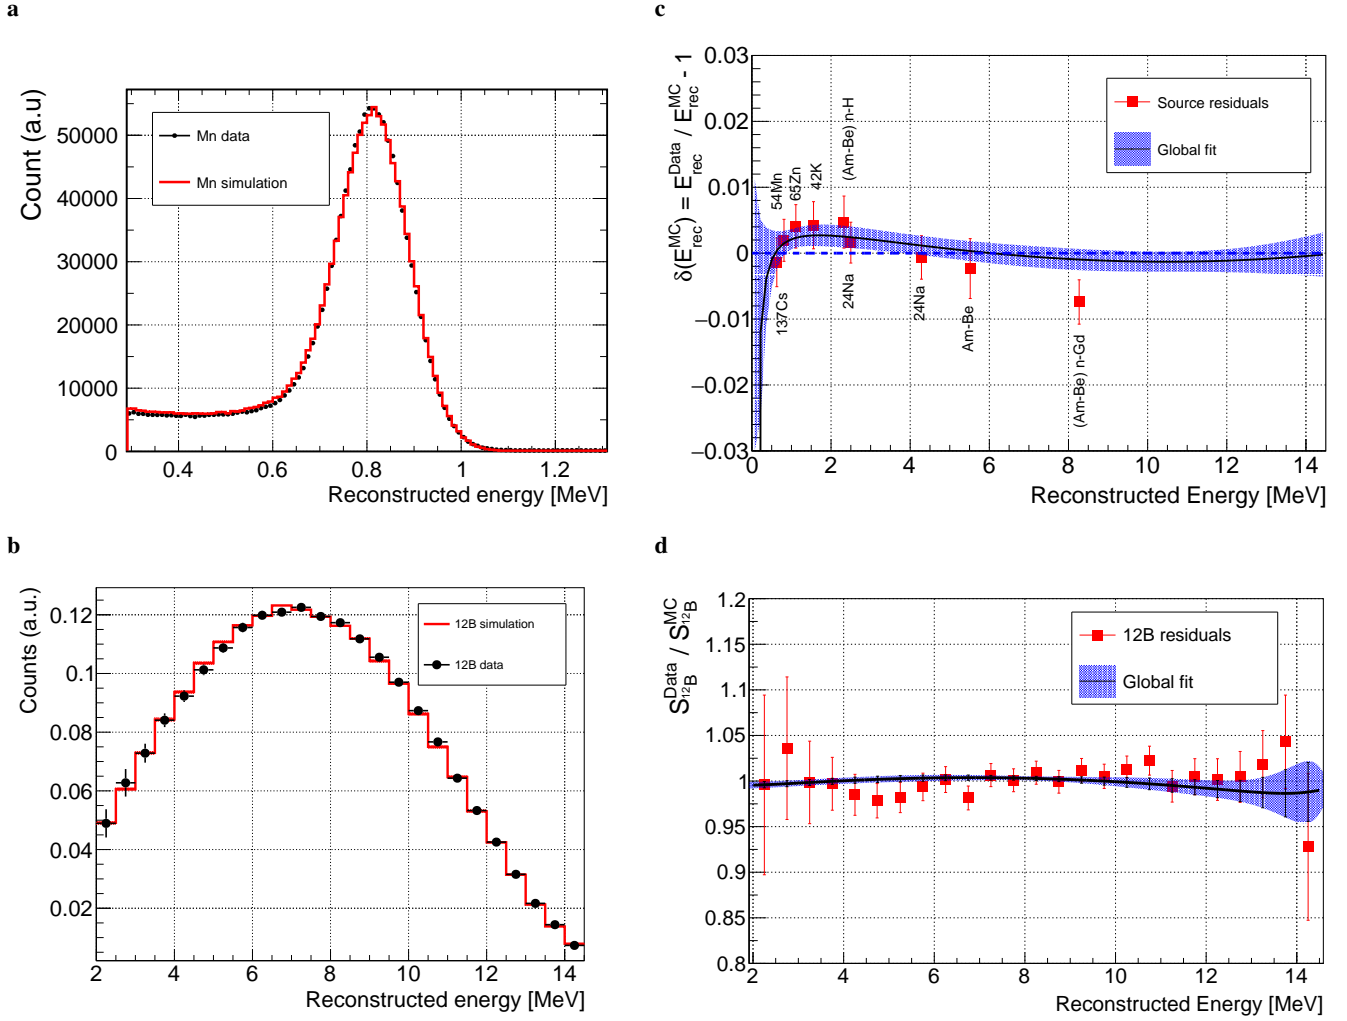 a
Count (a.u)
50000
40000
30000
20000
10000
0
Mn data
Mn simulation
0.4
0.6
0.8
1
1.2
Reconstructed energy [MeV]
b
Counts (a.u.)
0.12
0.1
0.08
0.06
0.04
0.02
12B simulation
12B data
2
4
6
8
10
12
14
Reconstructed energy [MeV]
c
δ(E_rec^MC) = E_rec^Data / E_rec^MC - 1
0.03
0.02
0.01
0
−0.01
−0.02
−0.03
Source residuals
Global fit
137Cs
54Mn
65Zn
42K
(Am-Be) n-H
24Na
24Na
Am-Be
(Am-Be) n-Gd
0
2
4
6
8
10
12
14
Reconstructed Energy [MeV]
d
S_12B^Data / S_12B^MC
1.2
1.15
1.1
1.05
1
0.95
0.9
0.85
0.8
12B residuals
Global fit
2
4
6
8
10
12
14
Reconstructed Energy [MeV]